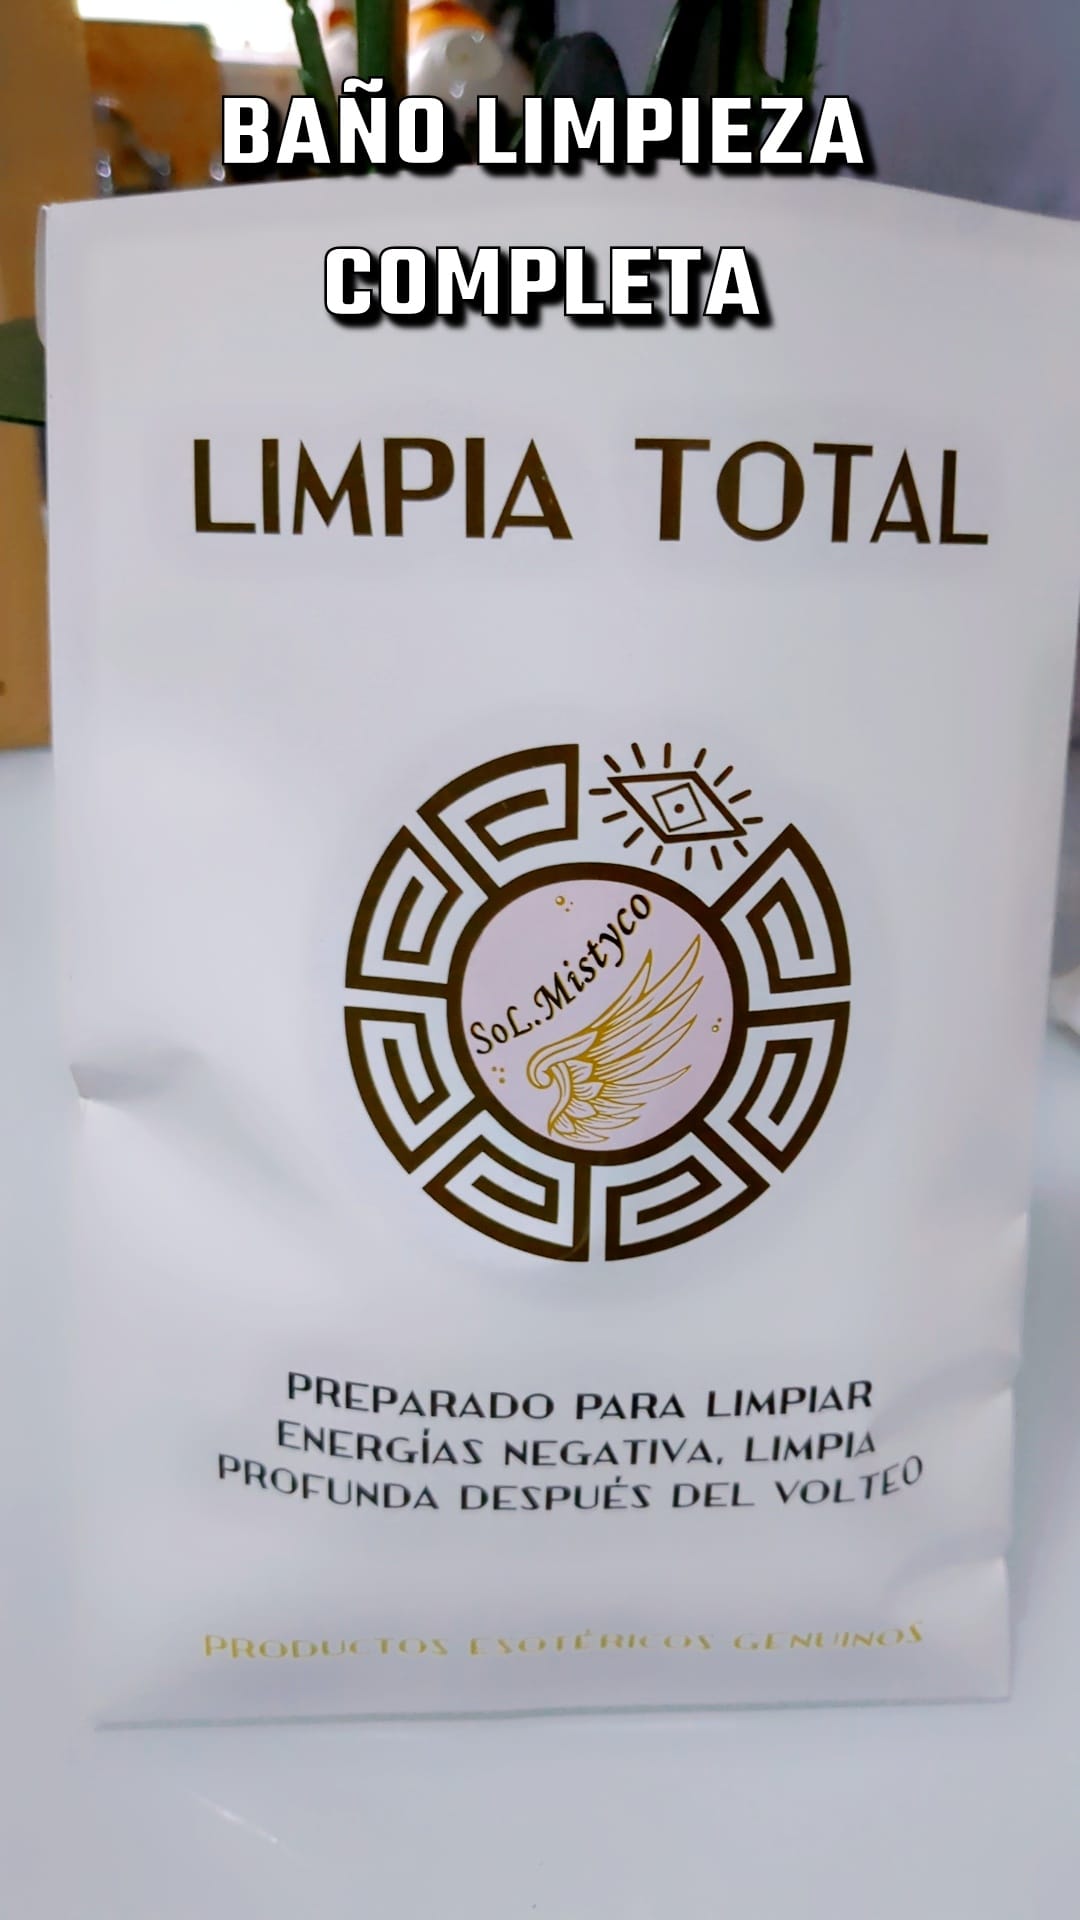 BAÑO LIMPIEZA
COMPLETA
LIMPIA TOTAL
SoL.Mistyco
PREPARADO PARA LIMPIAR
ENERGÍAS NEGATIVA, LIMPIA
PROFUNDA DESPUÉS DEL VOLTEO
PRODUCTOS ESOTÉRICOS GENUINOS